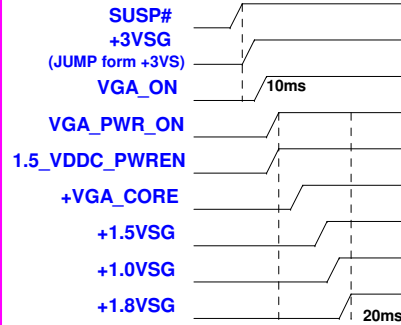 SUSP#
+3VSG
(JUMP form +3VS)
VGA_ON
10ms
VGA_PWR_ON
1.5_VDDC_PWREN
+VGA_CORE
+1.5VSG
+1.0VSG
+1.8VSG
20ms